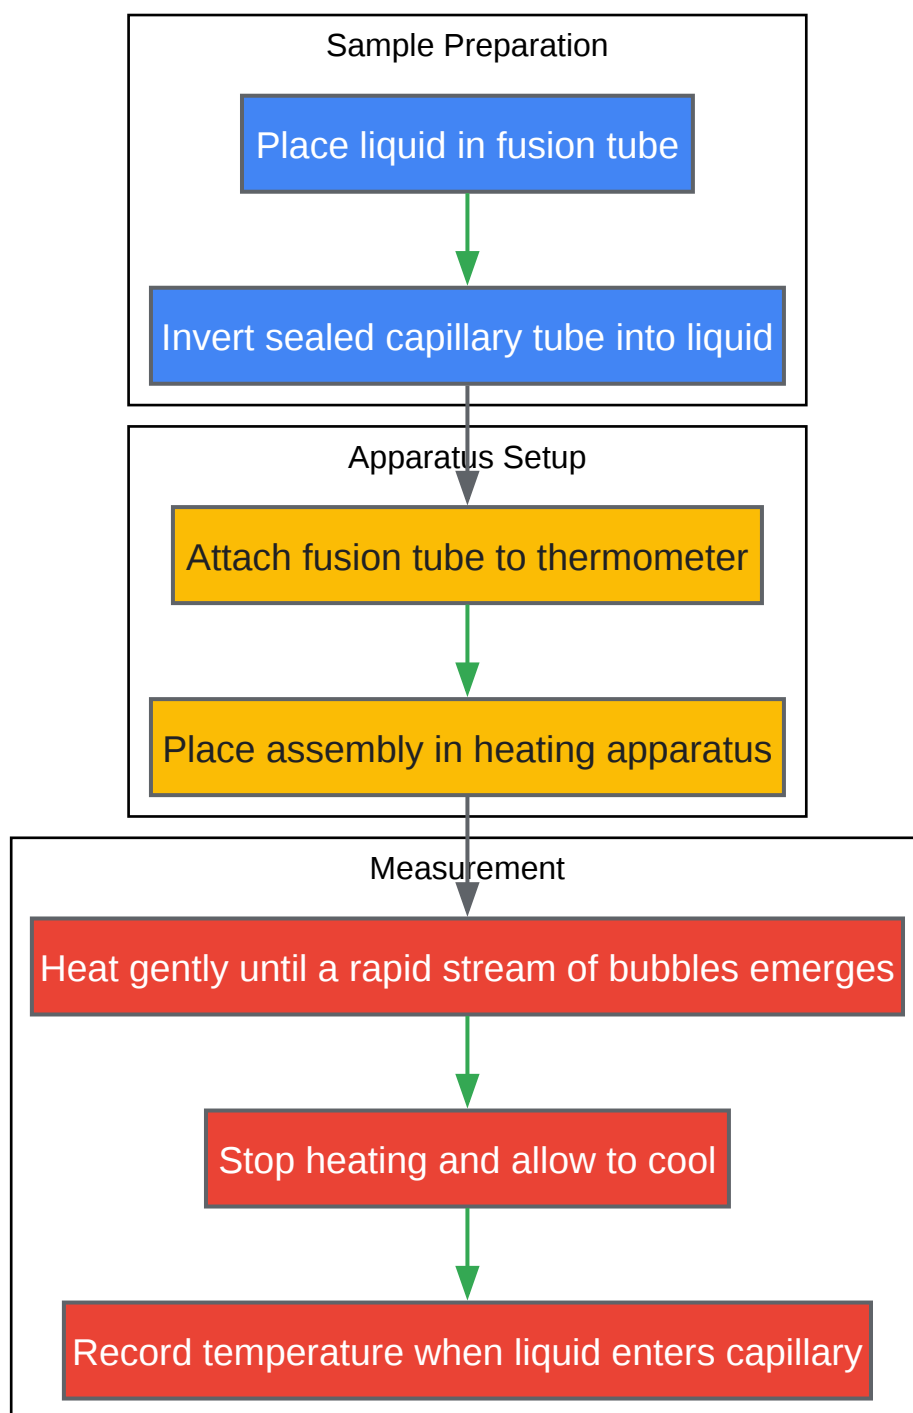 Sample Preparation
Place liquid in fusion tube
Invert sealed capillary tube into liquid
Apparatus Setup
Attach fusion tube to thermometer
Place assembly in heating apparatus
Measurement
Heat gently until a rapid stream of bubbles emerges
Stop heating and allow to cool
Record temperature when liquid enters capillary